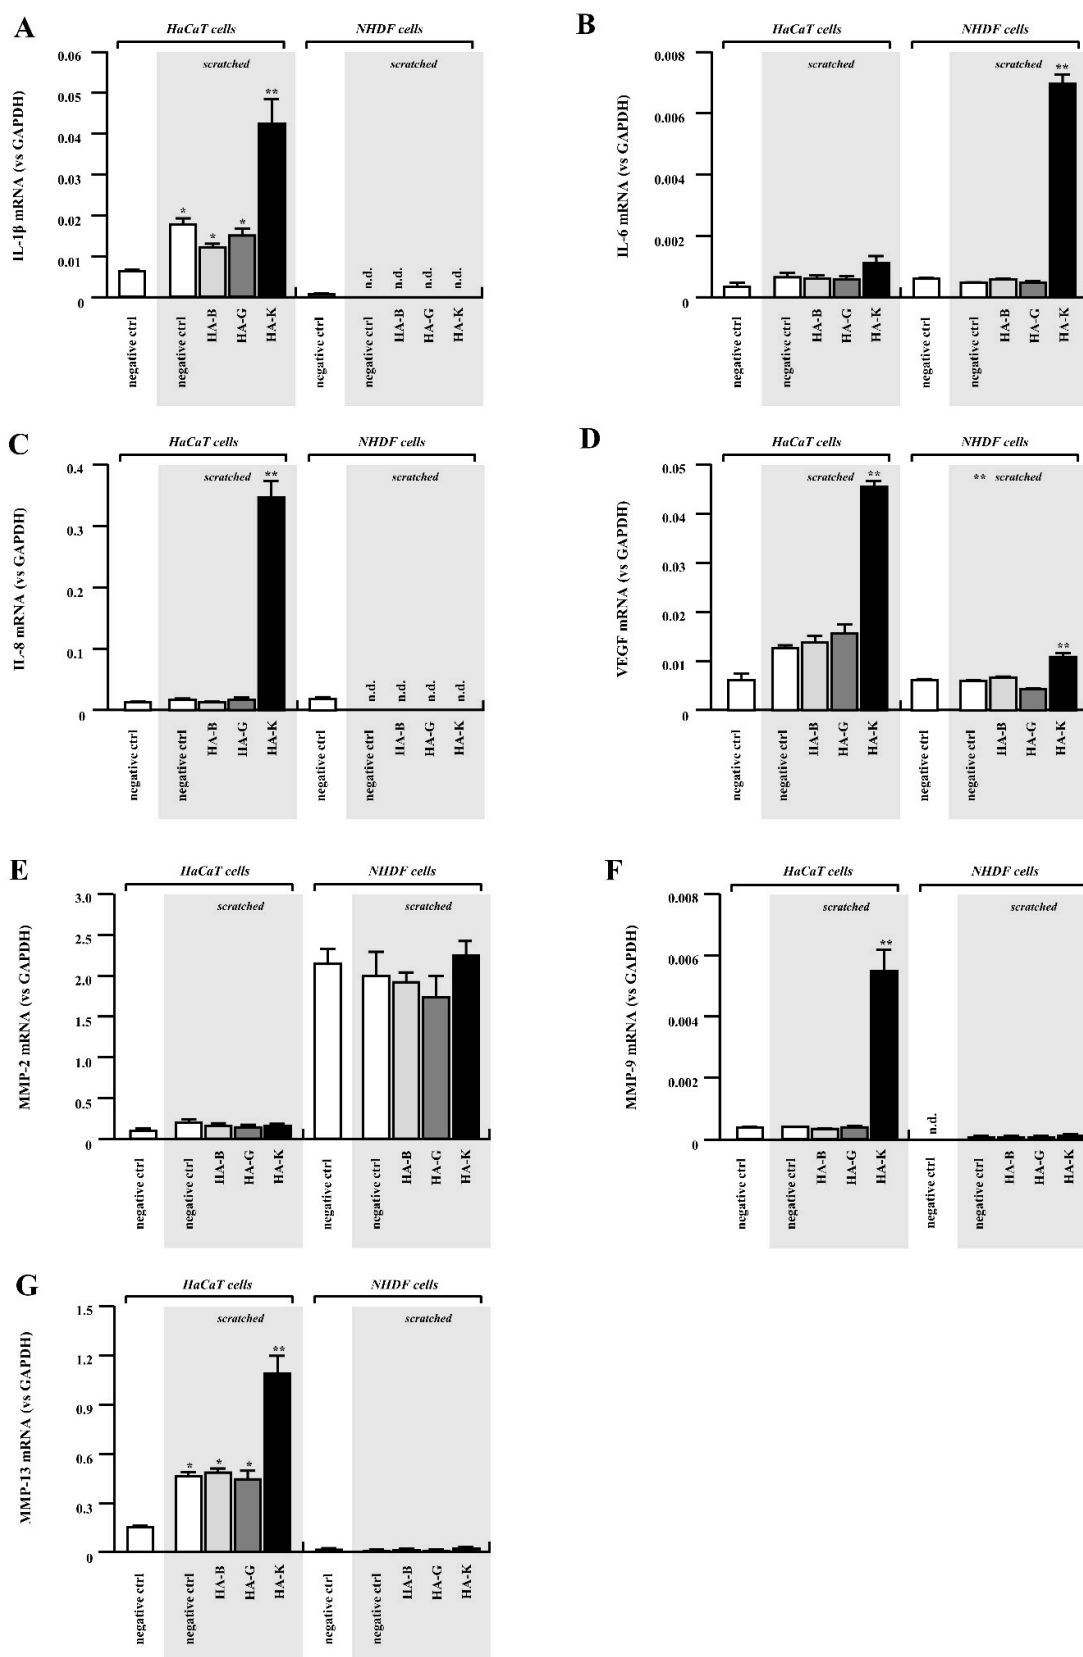 A
HaCaT cells NHDF cells
scratched scratched
IL-1β mRNA (vs GAPDH)
0.06
0.05
0.04
0.03
0.02
0.01
0
* * * **
n.d. n.d. n.d. n.d.
negative ctrl negative ctrl HA-B HA-G HA-K negative ctrl negative ctrl HA-B HA-G HA-K
B
HaCaT cells NHDF cells
scratched scratched
IL-6 mRNA (vs GAPDH)
0.008
0.006
0.004
0.002
0
**
negative ctrl negative ctrl HA-B HA-G HA-K negative ctrl negative ctrl HA-B HA-G HA-K
C
HaCaT cells NHDF cells
scratched scratched
IL-8 mRNA (vs GAPDH)
0.4
0.3
0.2
0.1
0
**
n.d. n.d. n.d. n.d.
negative ctrl negative ctrl HA-B HA-G HA-K negative ctrl negative ctrl HA-B HA-G HA-K
D
HaCaT cells NHDF cells
scratched ** scratched
VEGF mRNA (vs GAPDH)
0.05
0.04
0.03
0.02
0.01
0
** **
negative ctrl negative ctrl HA-B HA-G HA-K negative ctrl negative ctrl HA-B HA-G HA-K
E
HaCaT cells NHDF cells
scratched scratched
MMP-2 mRNA (vs GAPDH)
3.0
2.5
2.0
1.5
1.0
0.5
0
negative ctrl negative ctrl HA-B HA-G HA-K negative ctrl negative ctrl HA-B HA-G HA-K
F
HaCaT cells NHDF cells
scratched scratched
MMP-9 mRNA (vs GAPDH)
0.008
0.006
0.004
0.002
0
**
n.d.
negative ctrl negative ctrl HA-B HA-G HA-K negative ctrl negative ctrl HA-B HA-G HA-K
G
HaCaT cells NHDF cells
scratched scratched
MMP-13 mRNA (vs GAPDH)
1.5
1.2
0.9
0.6
0.3
0
* * * **
negative ctrl negative ctrl HA-B HA-G HA-K negative ctrl negative ctrl HA-B HA-G HA-K